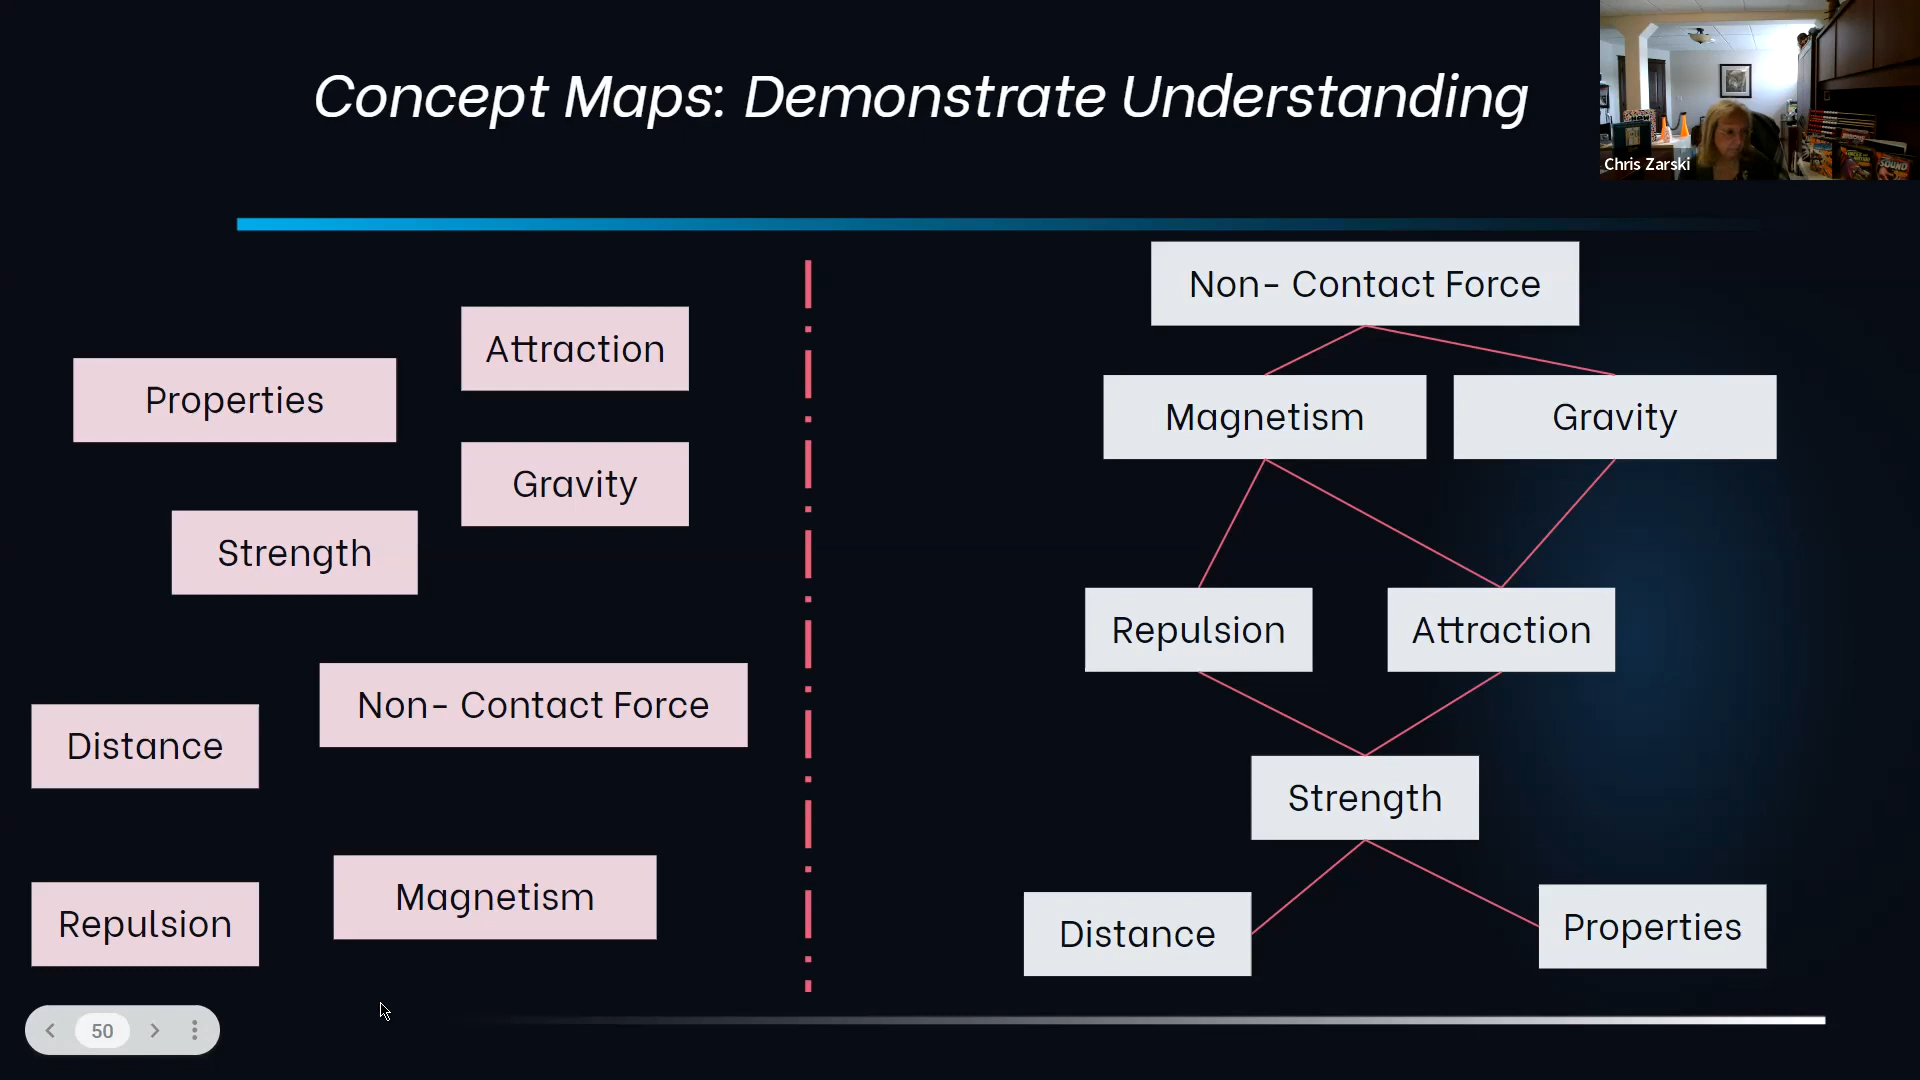 Concept Maps: Demonstrate Understanding
Chris Zarski
SOUND
Attraction
Properties
Gravity
Strength
Non- Contact Force
Distance
Magnetism
Repulsion
Non- Contact Force
Magnetism
Gravity
Repulsion
Attraction
Strength
Distance
Properties
50